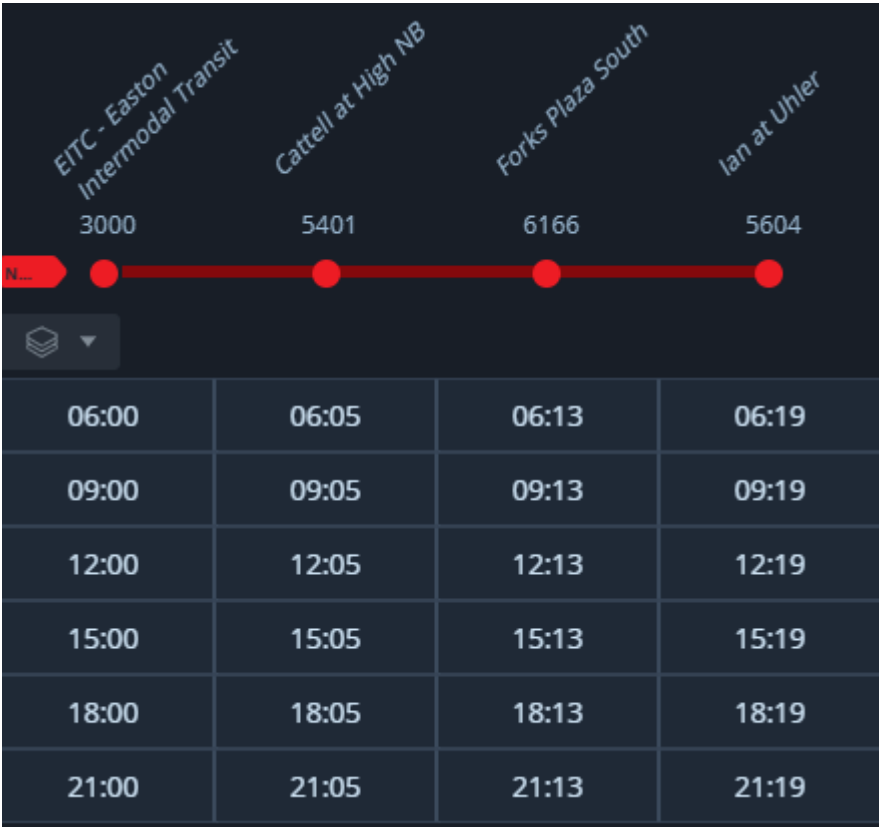 EITC - Easton
Intermodal Transit
Cattell at High NB
Forks Plaza South
Ian at Uhler
3000 5401 6166 5604
N...
06:00 06:05 06:13 06:19
09:00 09:05 09:13 09:19
12:00 12:05 12:13 12:19
15:00 15:05 15:13 15:19
18:00 18:05 18:13 18:19
21:00 21:05 21:13 21:19